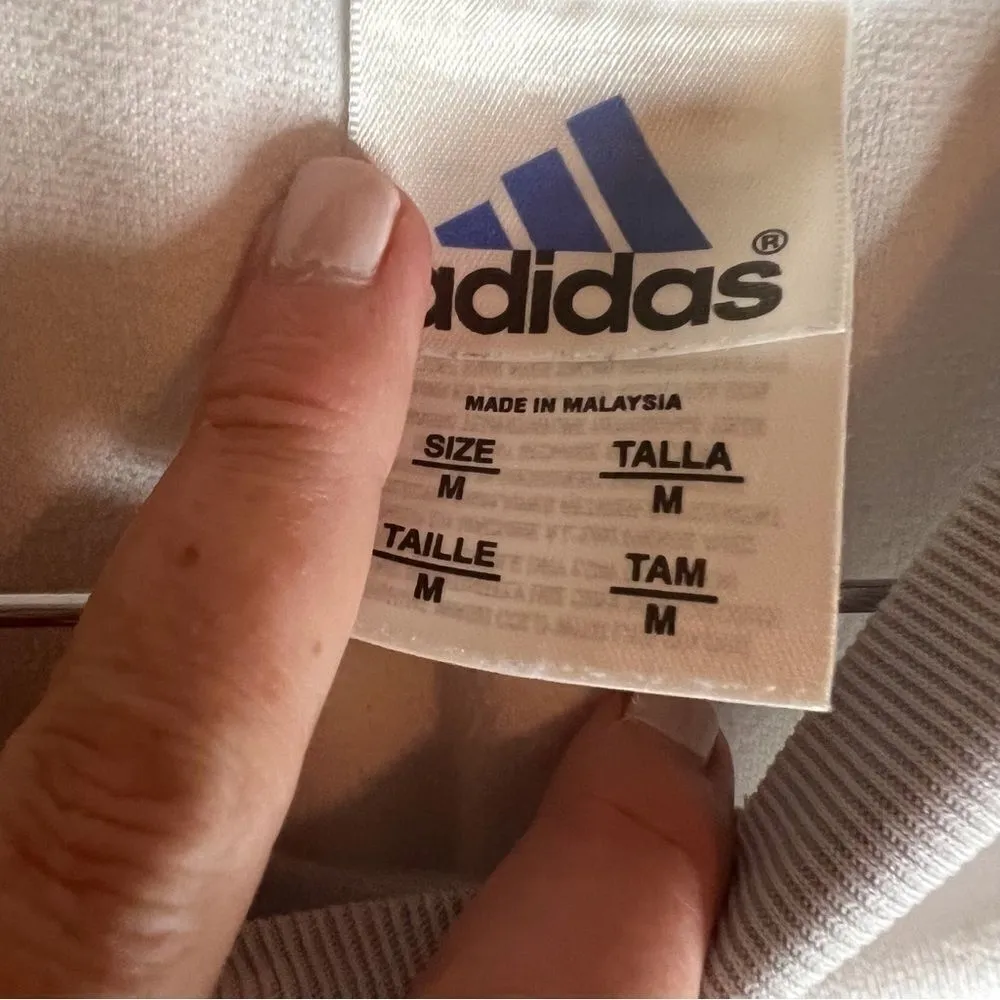 adidas®
MADE IN MALAYSIA
SIZE TALLA
M M
TAILLE TAM
M M